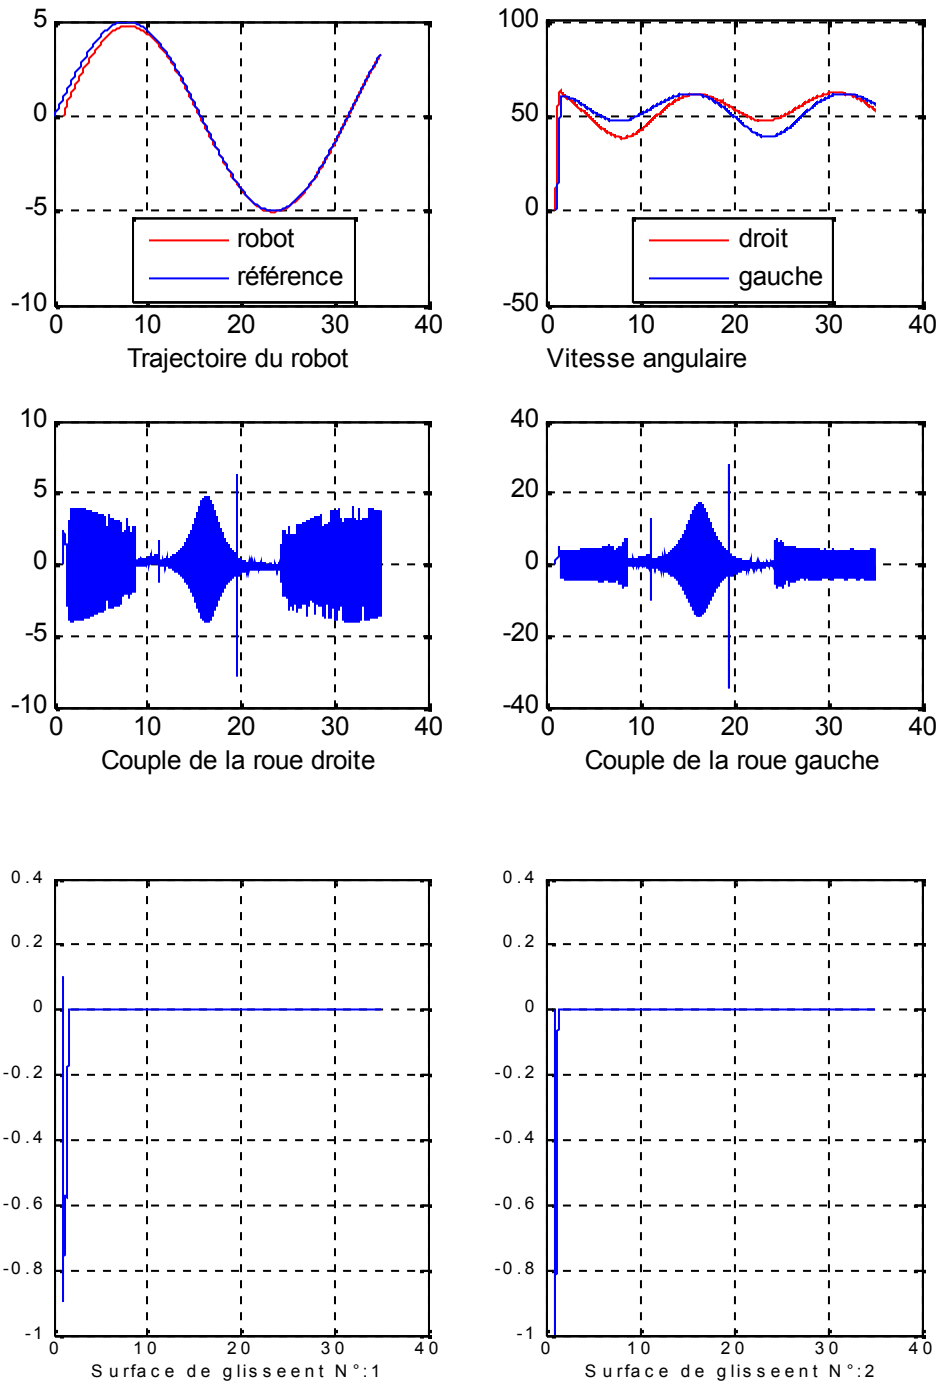 5
0
-5
-10
robot
référence
0 10 20 30 40
Trajectoire du robot
100
50
0
-50
droit
gauche
0 10 20 30 40
Vitesse angulaire
10
5
0
-5
-10
0 10 20 30 40
Couple de la roue droite
40
20
0
-20
-40
0 10 20 30 40
Couple de la roue gauche
0.4
0.2
0
-0.2
-0.4
-0.6
-0.8
-1
0 10 20 30 40
Surface de glisseent N°:1
0.4
0.2
0
-0.2
-0.4
-0.6
-0.8
-1
0 10 20 30 40
Surface de glisseent N°:2